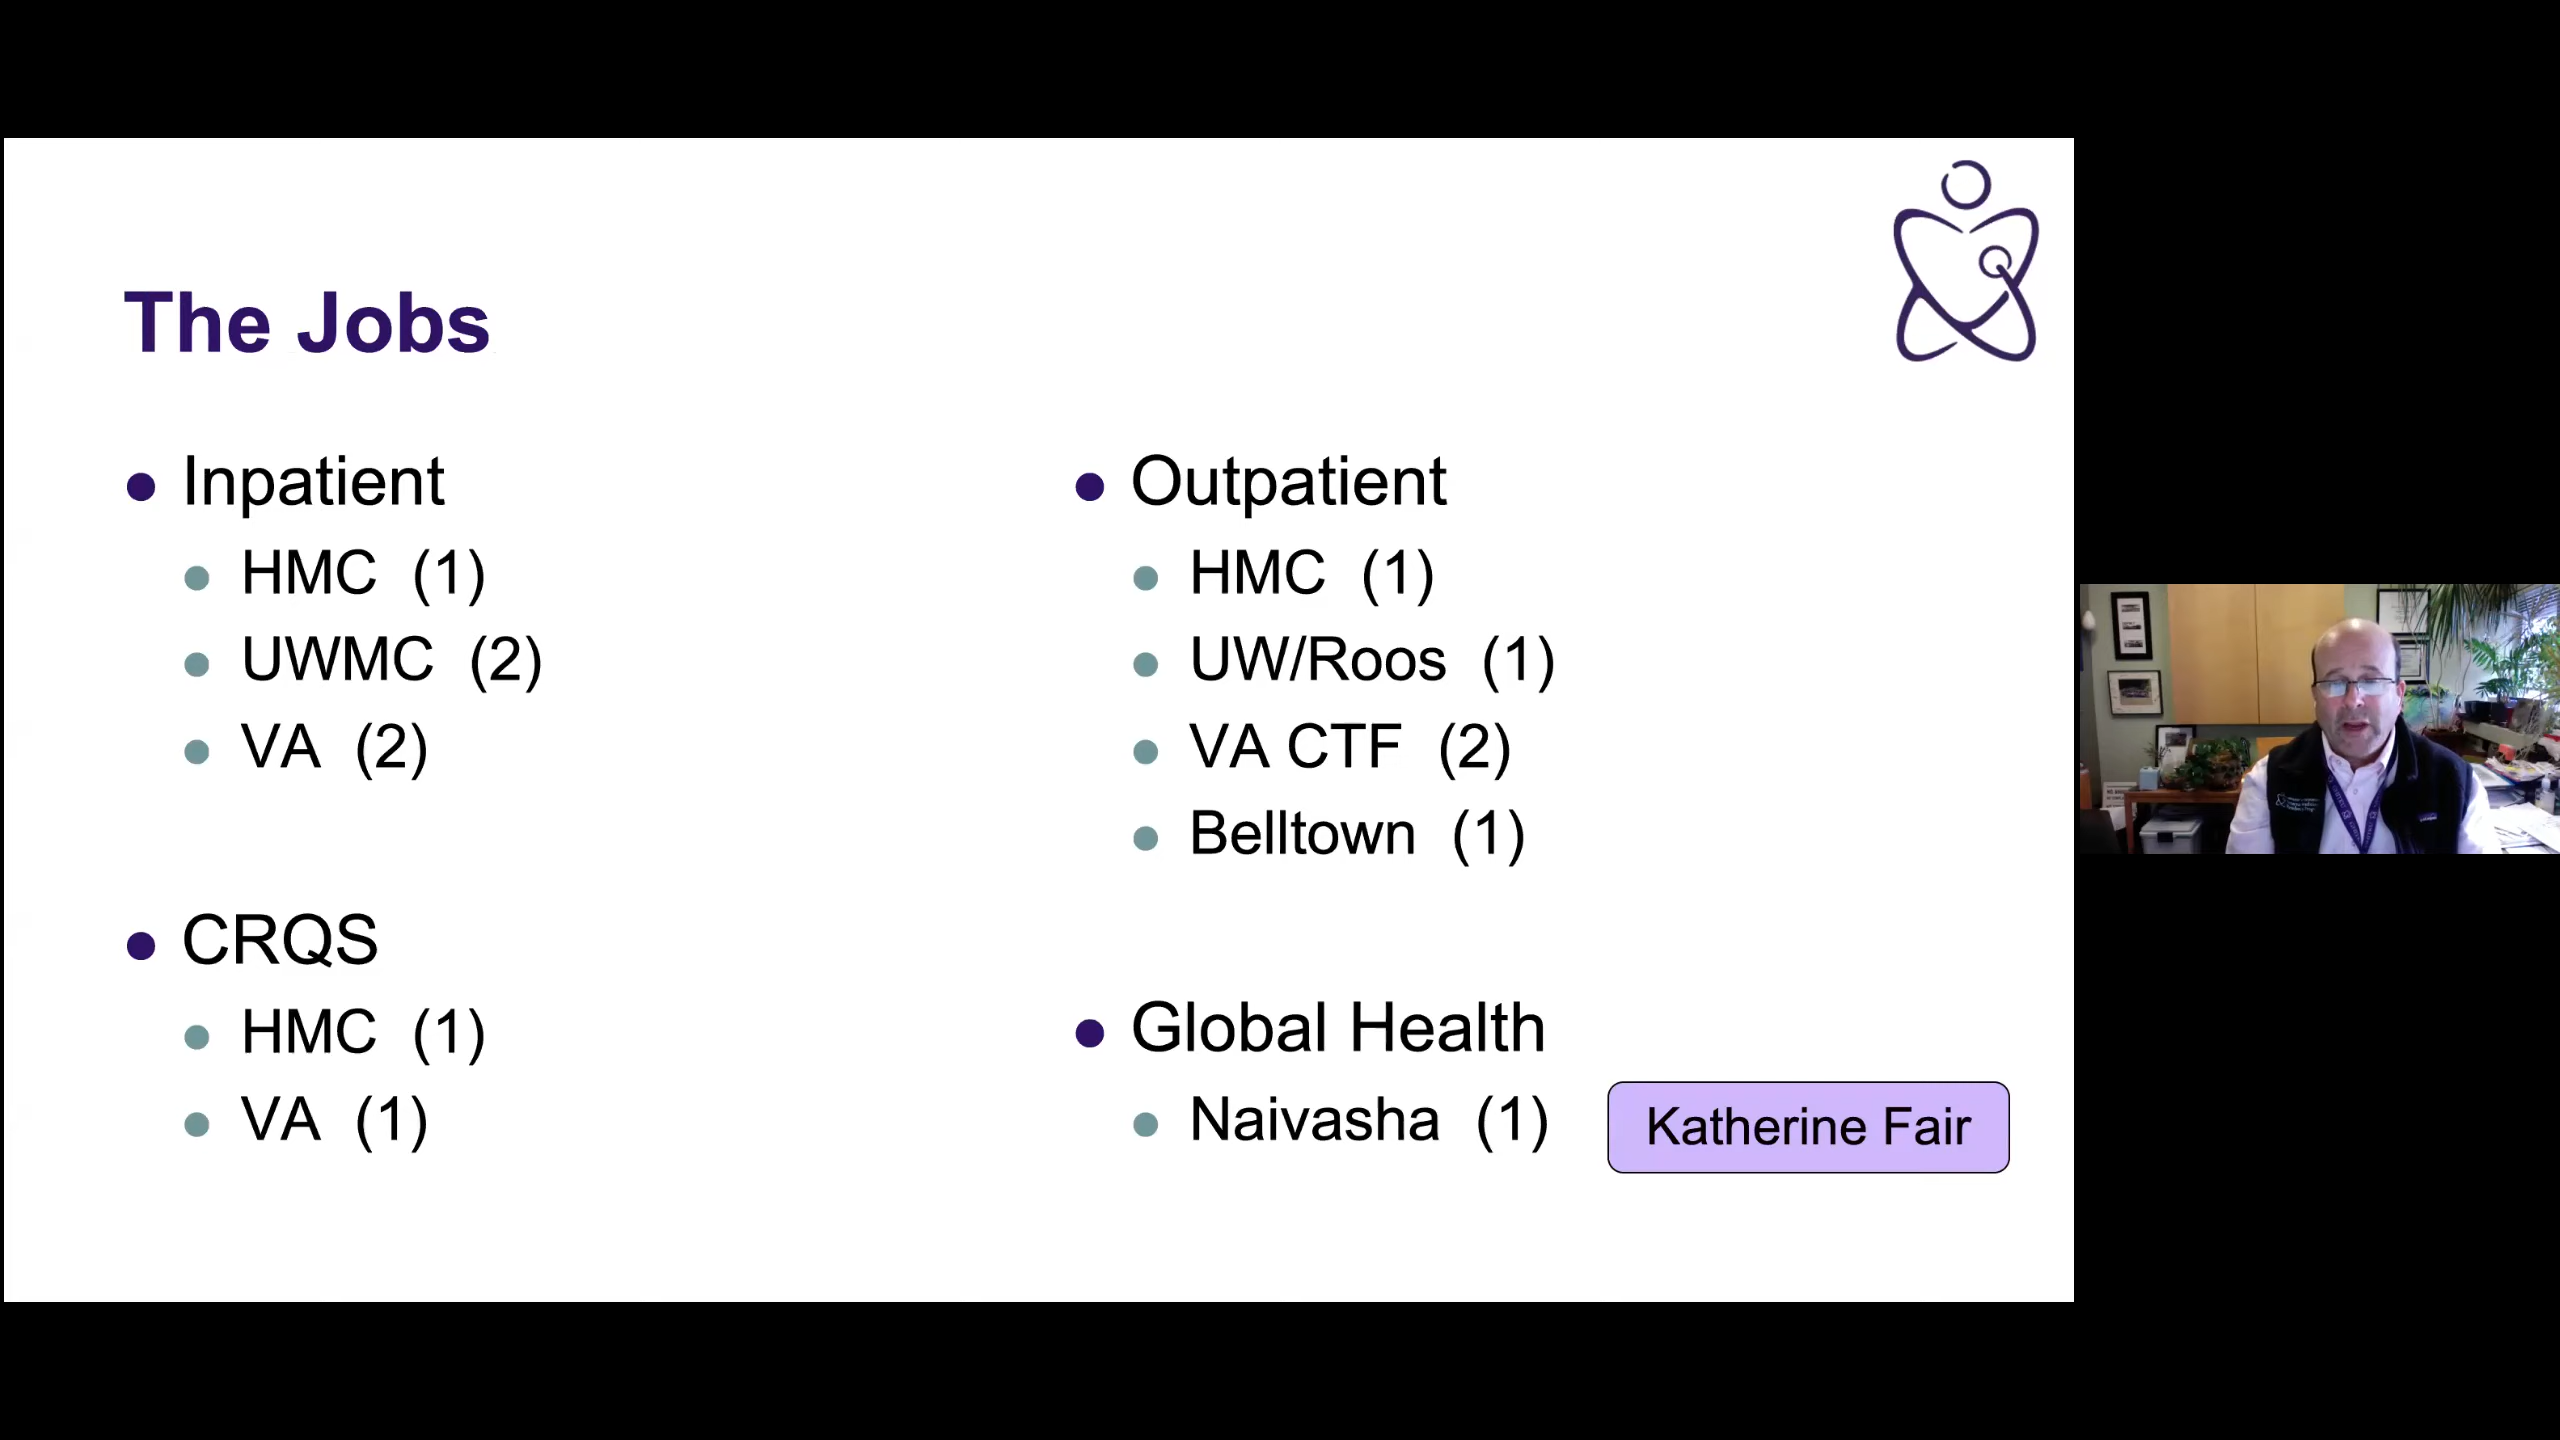 The Jobs
Inpatient
HMC (1)
UWMC (2)
VA (2)
CRQS
HMC (1)
VA (1)
Outpatient
HMC (1)
UW/Roos (1)
VA CTF (2)
Belltown (1)
Global Health
Naivasha (1)
Katherine Fair